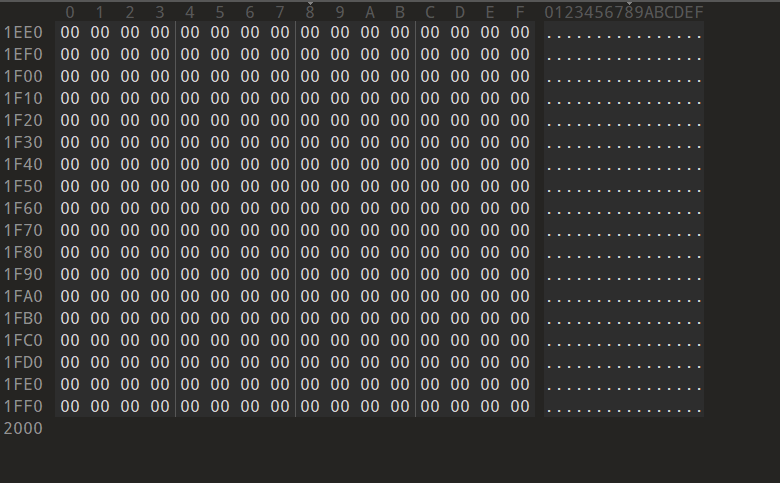 0 1 2 3 4 5 6 7 8 9 A B C D E F 0123456789ABCDEF
1EE0 00 00 00 00 00 00 00 00 00 00 00 00 00 00 00 00 ................
1EF0 00 00 00 00 00 00 00 00 00 00 00 00 00 00 00 00 ................
1F00 00 00 00 00 00 00 00 00 00 00 00 00 00 00 00 00 ................
1F10 00 00 00 00 00 00 00 00 00 00 00 00 00 00 00 00 ................
1F20 00 00 00 00 00 00 00 00 00 00 00 00 00 00 00 00 ................
1F30 00 00 00 00 00 00 00 00 00 00 00 00 00 00 00 00 ................
1F40 00 00 00 00 00 00 00 00 00 00 00 00 00 00 00 00 ................
1F50 00 00 00 00 00 00 00 00 00 00 00 00 00 00 00 00 ................
1F60 00 00 00 00 00 00 00 00 00 00 00 00 00 00 00 00 ................
1F70 00 00 00 00 00 00 00 00 00 00 00 00 00 00 00 00 ................
1F80 00 00 00 00 00 00 00 00 00 00 00 00 00 00 00 00 ................
1F90 00 00 00 00 00 00 00 00 00 00 00 00 00 00 00 00 ................
1FA0 00 00 00 00 00 00 00 00 00 00 00 00 00 00 00 00 ................
1FB0 00 00 00 00 00 00 00 00 00 00 00 00 00 00 00 00 ................
1FC0 00 00 00 00 00 00 00 00 00 00 00 00 00 00 00 00 ................
1FD0 00 00 00 00 00 00 00 00 00 00 00 00 00 00 00 00 ................
1FE0 00 00 00 00 00 00 00 00 00 00 00 00 00 00 00 00 ................
1FF0 00 00 00 00 00 00 00 00 00 00 00 00 00 00 00 00 ................
2000